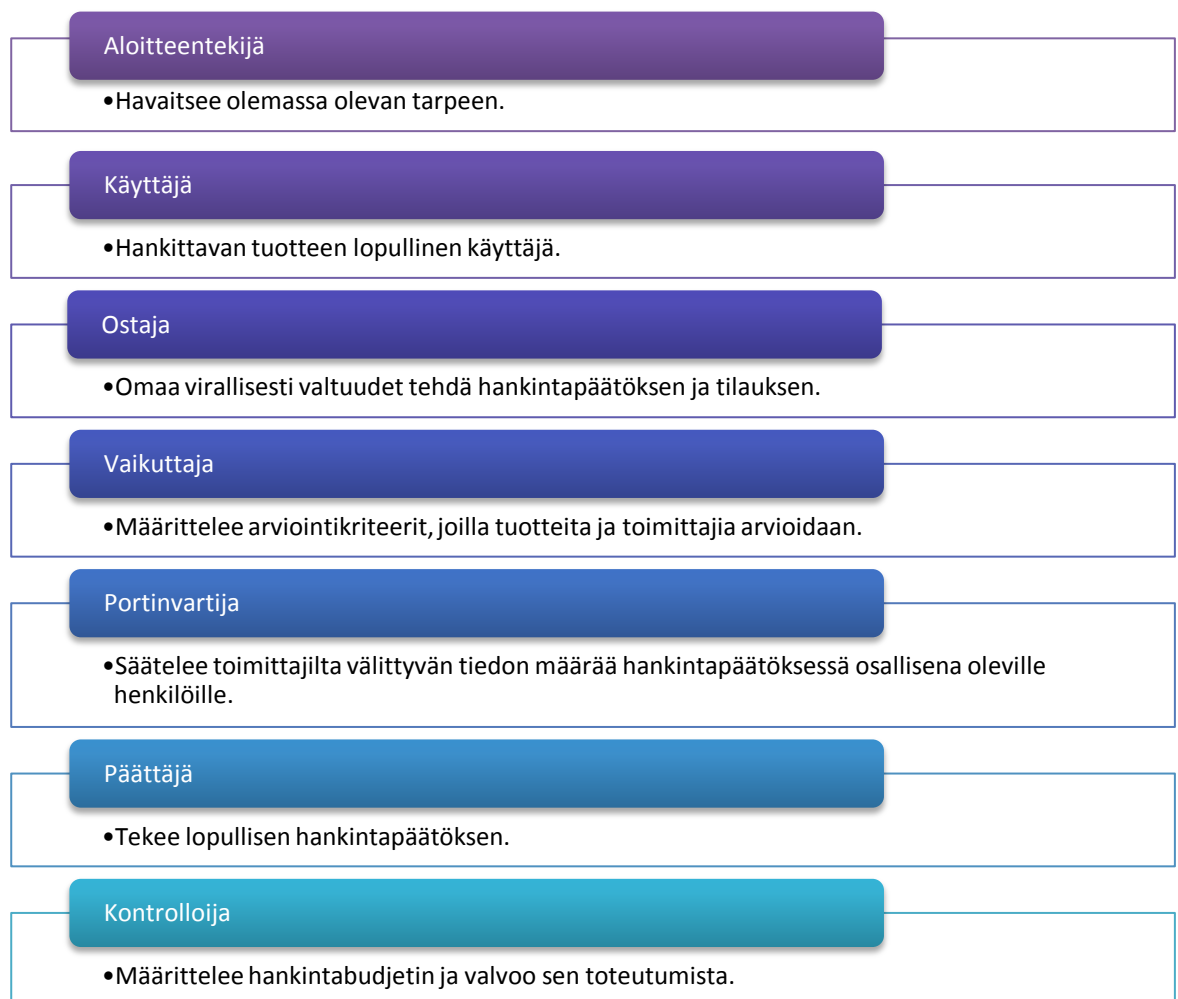 Aloitteentekijä
•Havaitsee olemassa olevan tarpeen.
Käyttäjä
•Hankittavan tuotteen lopullinen käyttäjä.
Ostaja
•Omaa virallisesti valtuudet tehdä hankintapäätöksen ja tilauksen.
Vaikuttaja
•Määrittelee arviointikriteerit, joilla tuotteita ja toimittajia arvioidaan.
Portinvartija
•Säätelee toimittajilta välittyvän tiedon määrää hankintapäätöksessä osallisena oleville
henkilöille.
Päättäjä
•Tekee lopullisen hankintapäätöksen.
Kontrolloija
•Määrittelee hankintabudjetin ja valvoo sen toteutumista.